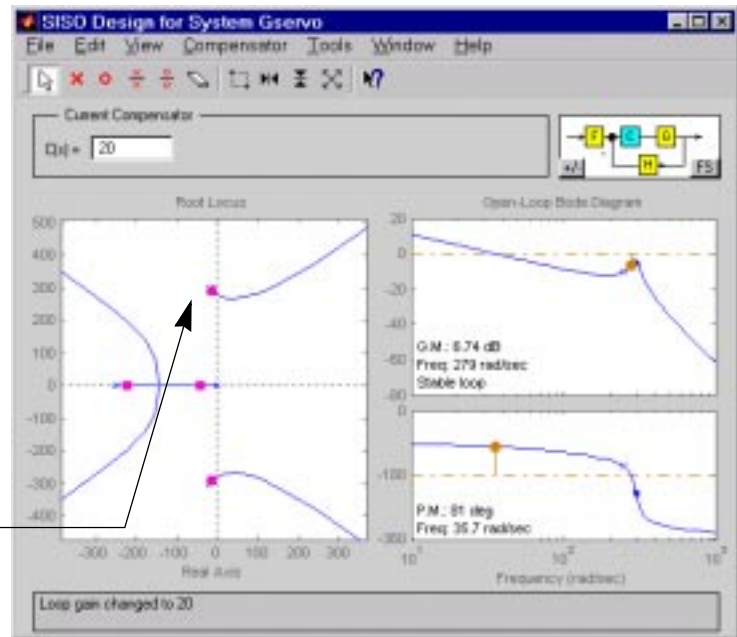 SISO Design for System Gservo
File Edit View Compensator Tools Window Help
Current Compensator
C(s) = 20
F C G
H
+/- FS
Root Locus
500
400
300
200
100
0
-100
-200
-300
-400
-300 -200 -100 0 100 200 300
Real Axis
Open-Loop Bode Diagram
20
0
-20
-40
-60
-80
G.M.: 6.74 dB
Freq: 279 rad/sec
Stable loop
0
P.M.: 81 deg
Freq: 35.7 rad/sec
Frequency (rad/sec)
Loop gain changed to 20